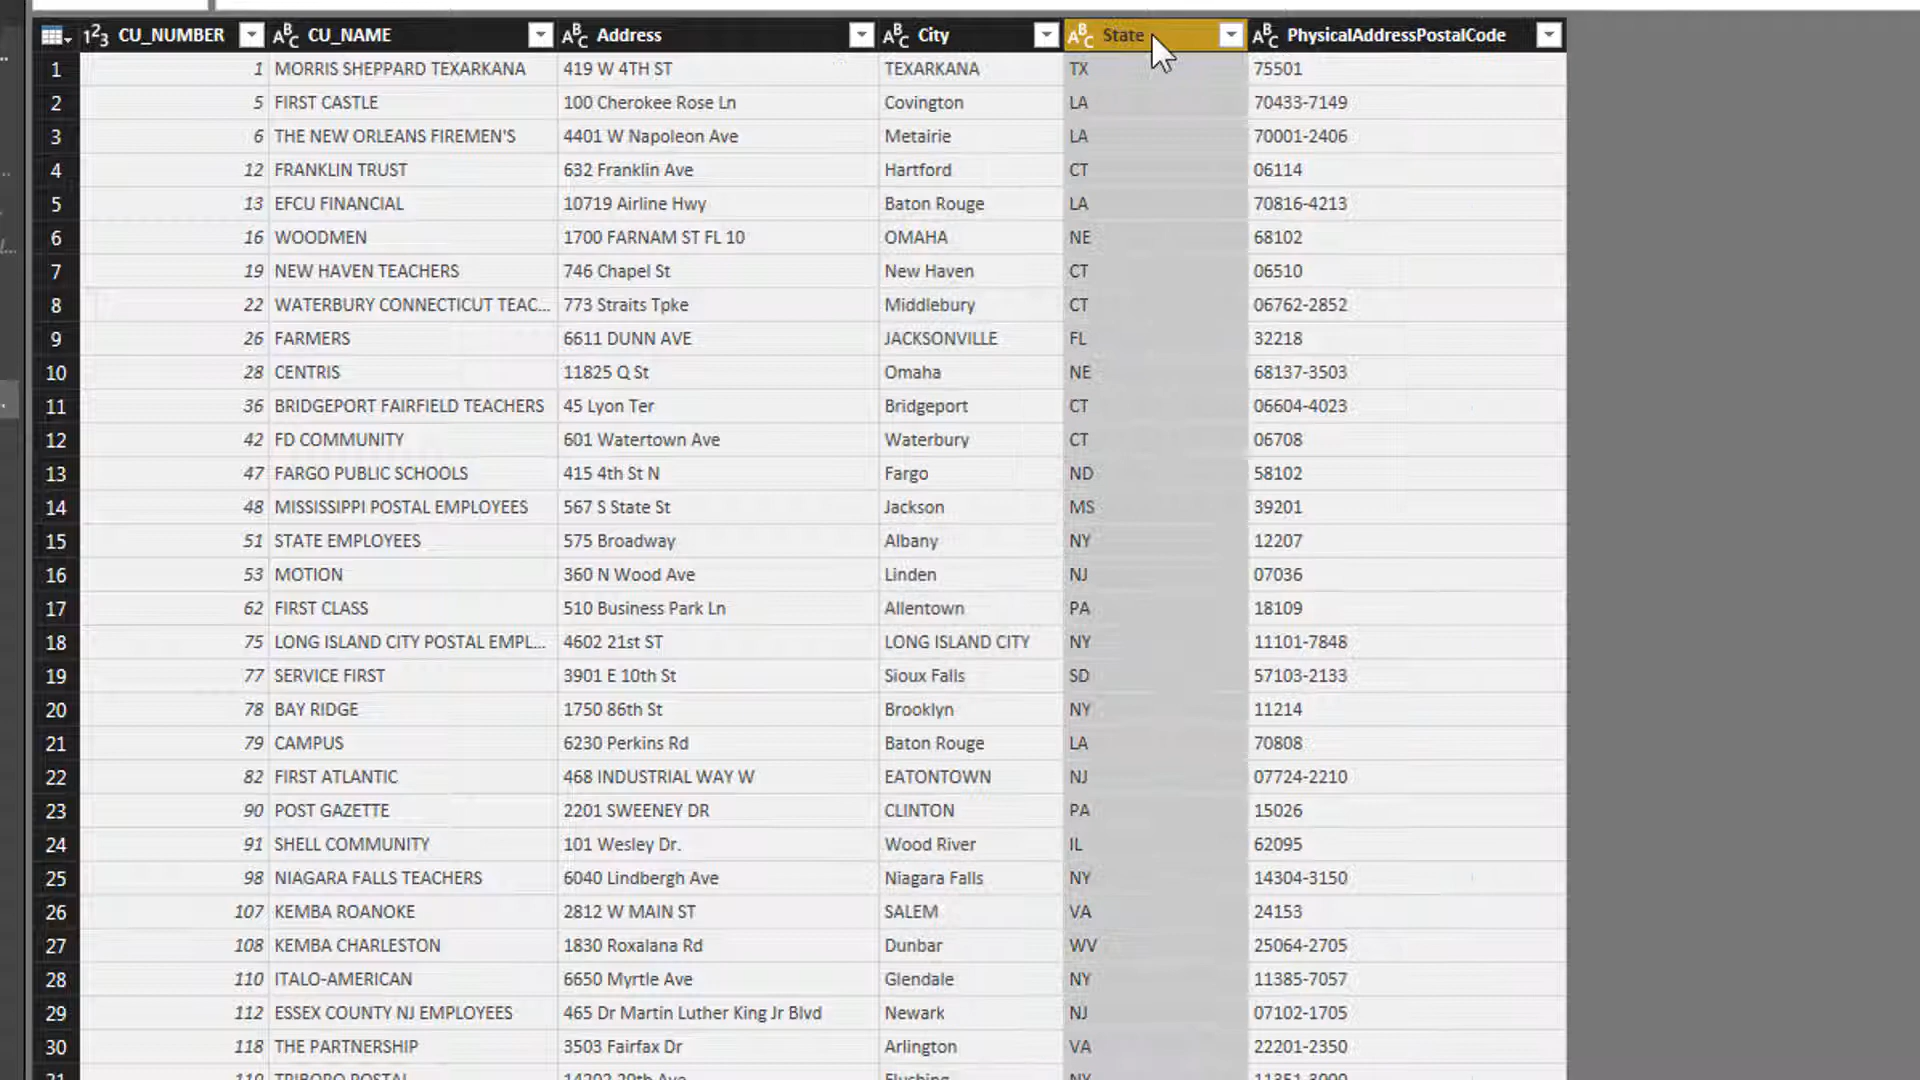 1²3 CU_NUMBER ABC CU_NAME ABC Address ABC City ABC State ABC PhysicalAddressPostalCode
1 1 MORRIS SHEPPARD TEXARKANA 419 W 4TH ST TEXARKANA TX 75501
2 5 FIRST CASTLE 100 Cherokee Rose Ln Covington LA 70433-7149
3 6 THE NEW ORLEANS FIREMEN'S 4401 W Napoleon Ave Metairie LA 70001-2406
4 12 FRANKLIN TRUST 632 Franklin Ave Hartford CT 06114
5 13 EFCU FINANCIAL 10719 Airline Hwy Baton Rouge LA 70816-4213
6 16 WOODMEN 1700 FARNAM ST FL 10 OMAHA NE 68102
7 19 NEW HAVEN TEACHERS 746 Chapel St New Haven CT 06510
8 22 WATERBURY CONNECTICUT TEAC... 773 Straits Tpke Middlebury CT 06762-2852
9 26 FARMERS 6611 DUNN AVE JACKSONVILLE FL 32218
10 28 CENTRIS 11825 Q St Omaha NE 68137-3503
11 36 BRIDGEPORT FAIRFIELD TEACHERS 45 Lyon Ter Bridgeport CT 06604-4023
12 42 FD COMMUNITY 601 Watertown Ave Waterbury CT 06708
13 47 FARGO PUBLIC SCHOOLS 415 4th St N Fargo ND 58102
14 48 MISSISSIPPI POSTAL EMPLOYEES 567 S State St Jackson MS 39201
15 51 STATE EMPLOYEES 575 Broadway Albany NY 12207
16 53 MOTION 360 N Wood Ave Linden NJ 07036
17 62 FIRST CLASS 510 Business Park Ln Allentown PA 18109
18 75 LONG ISLAND CITY POSTAL EMPL... 4602 21st ST LONG ISLAND CITY NY 11101-7848
19 77 SERVICE FIRST 3901 E 10th St Sioux Falls SD 57103-2133
20 78 BAY RIDGE 1750 86th St Brooklyn NY 11214
21 79 CAMPUS 6230 Perkins Rd Baton Rouge LA 70808
22 82 FIRST ATLANTIC 468 INDUSTRIAL WAY W EATONTOWN NJ 07724-2210
23 90 POST GAZETTE 2201 SWEENEY DR CLINTON PA 15026
24 91 SHELL COMMUNITY 101 Wesley Dr. Wood River IL 62095
25 98 NIAGARA FALLS TEACHERS 6040 Lindbergh Ave Niagara Falls NY 14304-3150
26 107 KEMBA ROANOKE 2812 W MAIN ST SALEM VA 24153
27 108 KEMBA CHARLESTON 1830 Roxalana Rd Dunbar WV 25064-2705
28 110 ITALO-AMERICAN 6650 Myrtle Ave Glendale NY 11385-7057
29 112 ESSEX COUNTY NJ EMPLOYEES 465 Dr Martin Luther King Jr Blvd Newark NJ 07102-1705
30 118 THE PARTNERSHIP 3503 Fairfax Dr Arlington VA 22201-2350